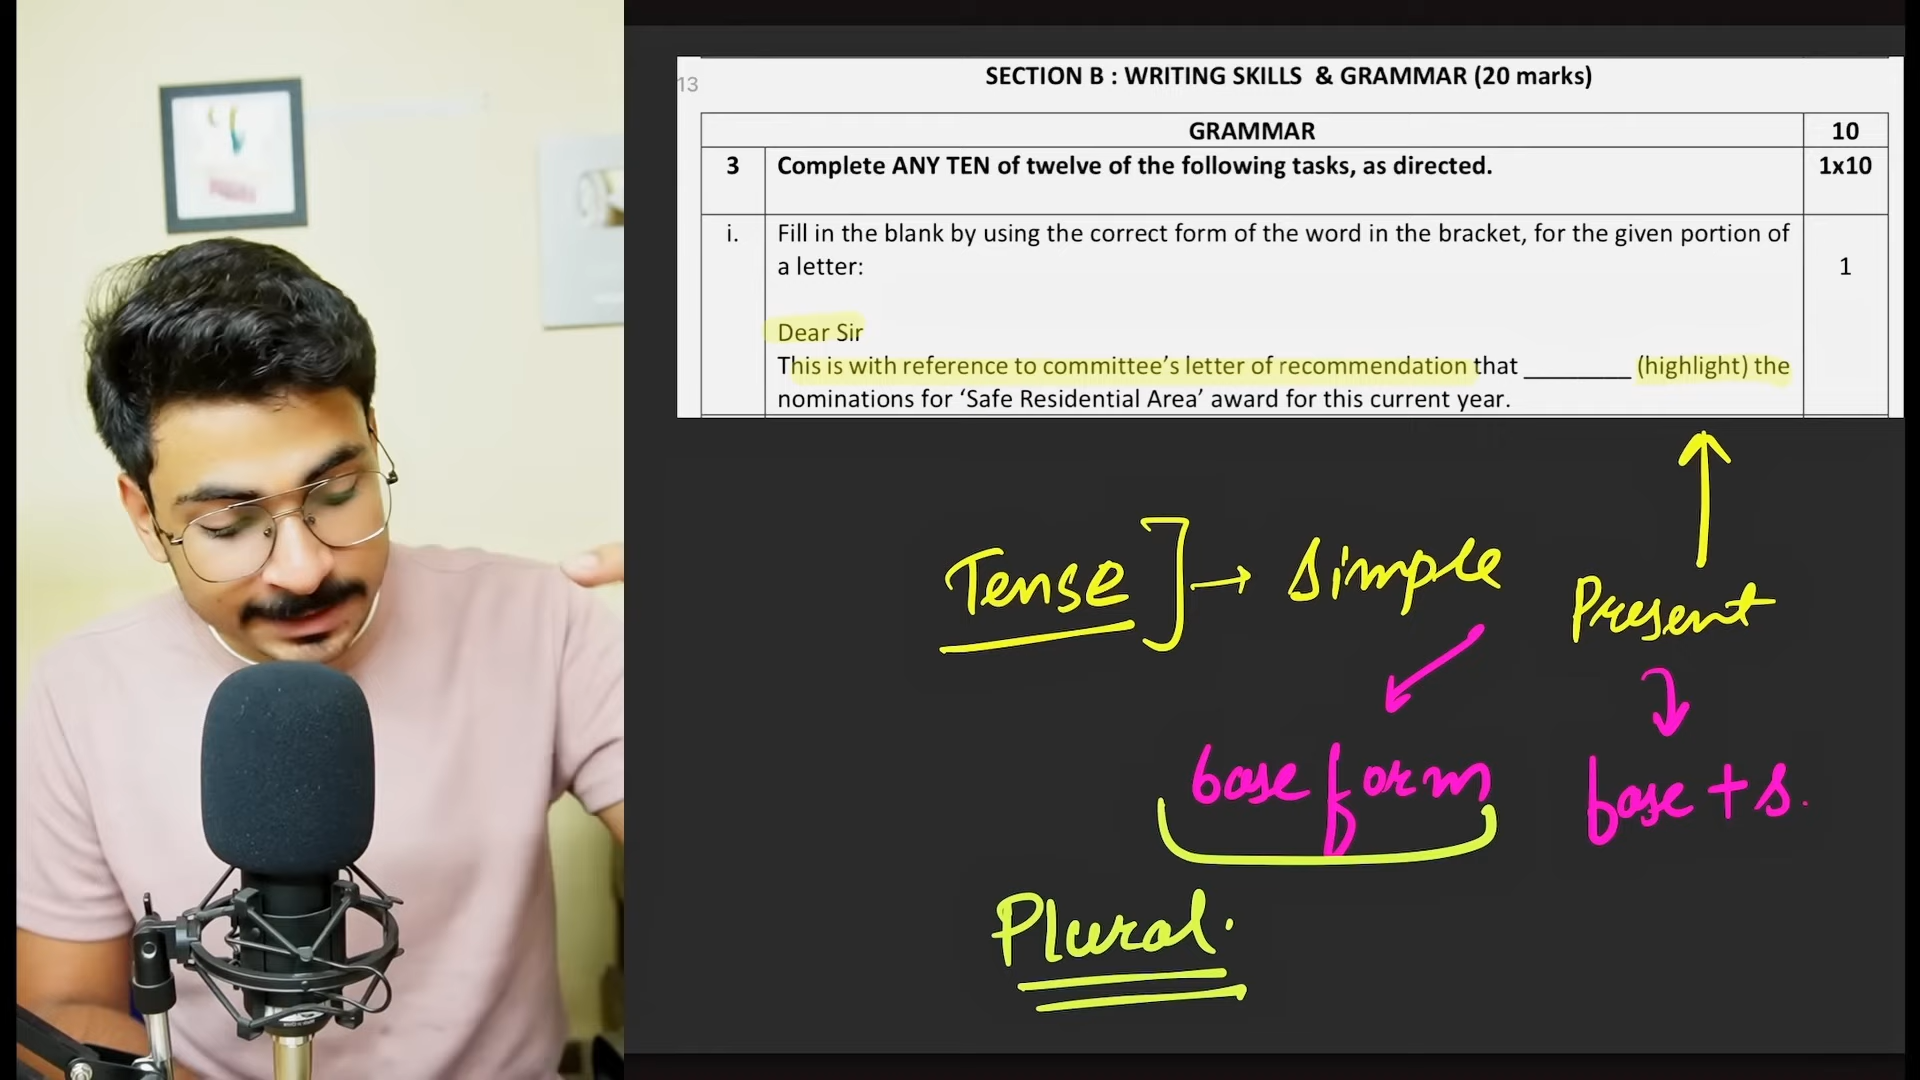 13
SECTION B : WRITING SKILLS & GRAMMAR (20 marks)
GRAMMAR 10
3 Complete ANY TEN of twelve of the following tasks, as directed. 1x10
i. Fill in the blank by using the correct form of the word in the bracket, for the given portion of
a letter: 1
Dear Sir
This is with reference to committee’s letter of recommendation that ________ (highlight) the
nominations for ‘Safe Residential Area’ award for this current year.
Tense ] → Simple Present
base form base + s.
Plural.